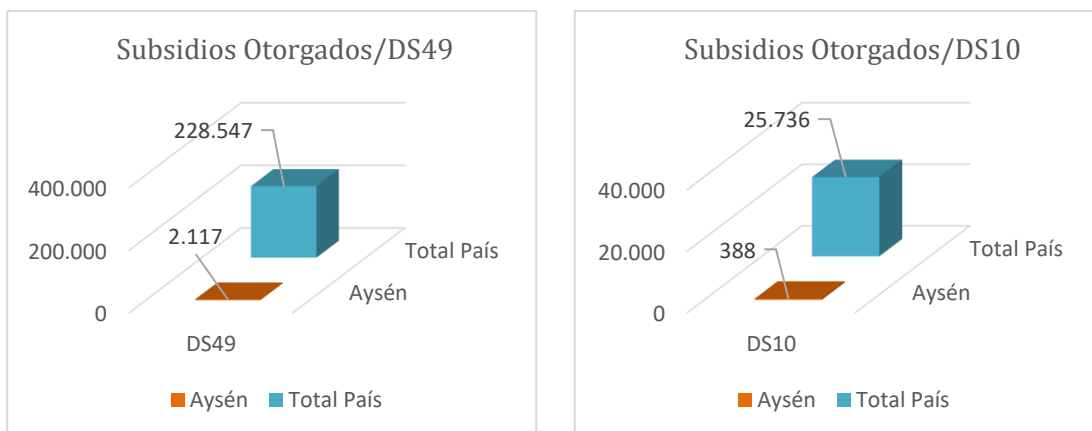 Subsidios Otorgados/DS49
228.547
400.000
2.117
200.000
Total País
Aysén
0
DS49
Aysén Total País
Subsidios Otorgados/DS10
25.736
40.000
20.000
388
Total País
Aysén
0
DS10
Aysén Total País